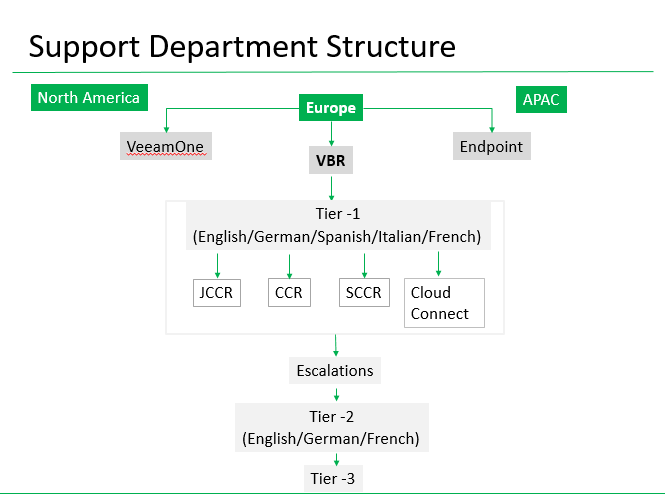 Support Department Structure
North America
Europe
APAC
VeeamOne
VBR
Endpoint
Tier -1
(English/German/Spanish/Italian/French)
JCCR
CCR
SCCR
Cloud
Connect
Escalations
Tier -2
(English/German/French)
Tier -3